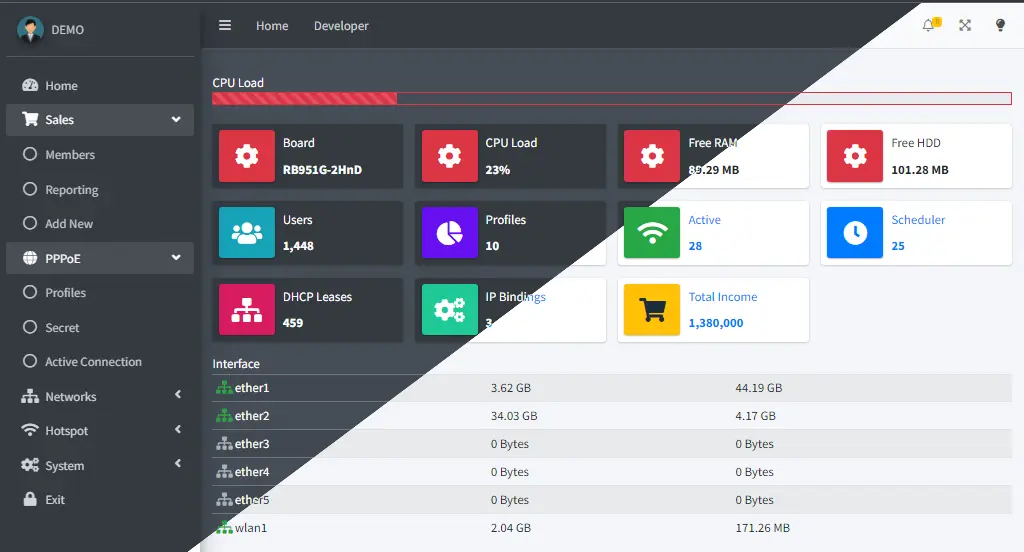 DEMO
Home
Sales
Members
Reporting
Add New
PPPoE
Profiles
Secret
Active Connection
Networks
Hotspot
System
Exit
Home Developer
CPU Load
Board
RB951G-2HnD
CPU Load
23%
Free RAM
89.29 MB
Free HDD
101.28 MB
Users
1,448
Profiles
10
Active
28
Scheduler
25
DHCP Leases
459
IP Bindings
3
Total Income
1,380,000
Interface
ether1 3.62 GB 44.19 GB
ether2 34.03 GB 4.17 GB
ether3 0 Bytes 0 Bytes
ether4 0 Bytes 0 Bytes
ether5 0 Bytes 0 Bytes
wlan1 2.04 GB 171.26 MB